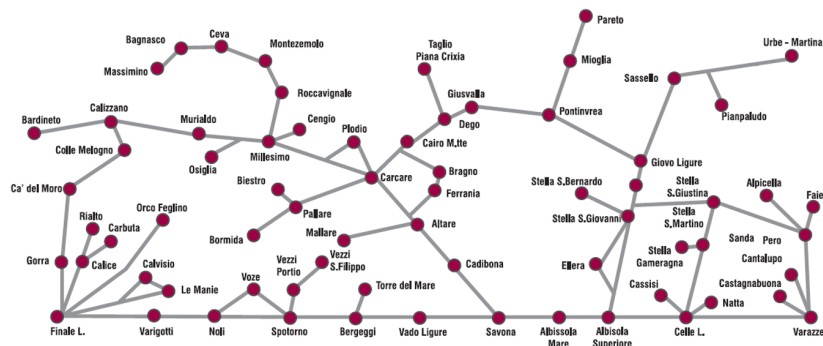 Pareto
Bagnasco
Ceva
Montezemolo
Taglio
Piana Crixia
Urbe - Martina
Massimino
Mioglia
Sassello
Roccavignale
Giusvalla
Pianpaludo
Bardineto
Calizzano
Murialdo
Cengio
Plodio
Dego
Pontinvrea
Cairo M,tte
Colle Melogno
Osiglia
Millesimo
Carcare
Bragno
Giovo Ligure
Ca' del Moro
Orco Feglino
Biestro
Ferrania
Stella S.Bernardo
Stella
S.Giustina
Alpicella
Faie
Rialto
Carbuta
Pallare
Stella S.Giovanni
Stella
S.Martino
Bormida
Mallare
Altare
Sanda
Pero
Gorra
Calice
Calvisio
Vezzi
Portio
Vezzi
S.Filippo
Cadibona
Ellera
Stella
Gameragna
Cantalupo
Le Manie
Voze
Torre del Mare
Cassisi
Natta
Castagnabuona
Finale L.
Varigotti
Noli
Spotorno
Bergeggi
Vado Ligure
Savona
Albissola
Mare
Albisola
Superiore
Celle L.
Varazze